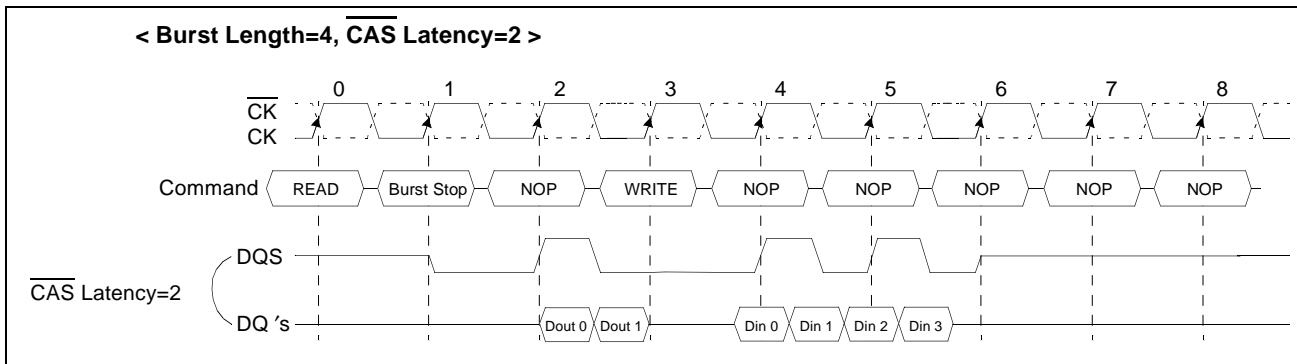 < Burst Length=4, CAS Latency=2 >
0 1 2 3 4 5 6 7 8
CK
CK
Command READ Burst Stop NOP WRITE NOP NOP NOP NOP NOP
DQS
CAS Latency=2
DQ 's Dout 0 Dout 1 Din 0 Din 1 Din 2 Din 3